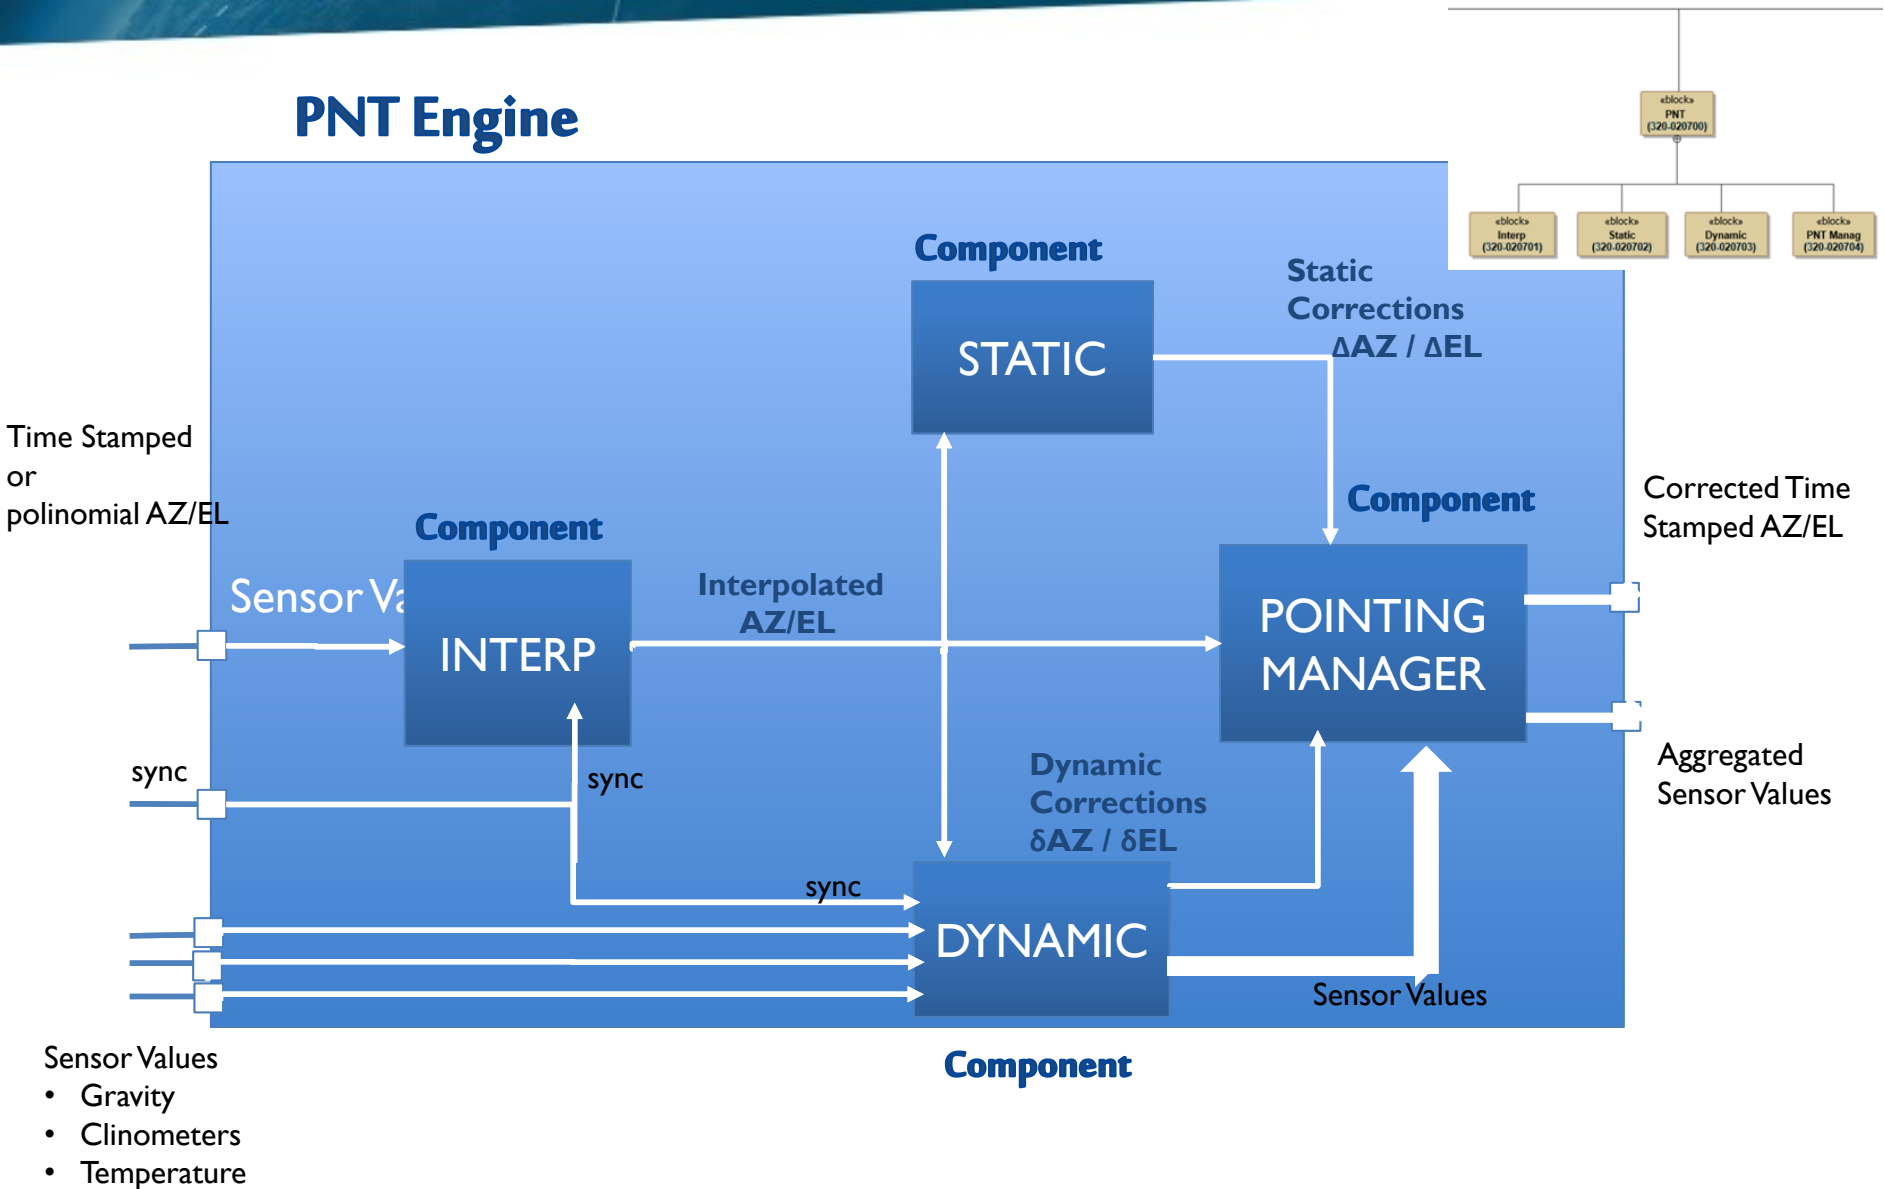 «block»
PNT
(320-020700)
«block»
Interp
(320-020701)
«block»
Static
(320-020702)
«block»
Dynamic
(320-020703)
«block»
PNT Manag
(320-020704)
PNT Engine
Component
STATIC
Static
Corrections
ΔAZ / ΔEL
Time Stamped
or
polinomial AZ/EL
Component
Sensor Va
INTERP
Interpolated
AZ/EL
Component
POINTING
MANAGER
Corrected Time
Stamped AZ/EL
sync
sync
Dynamic
Corrections
δAZ / δEL
Aggregated
Sensor Values
sync
DYNAMIC
Sensor Values
Component
Sensor Values
• Gravity
• Clinometers
• Temperature